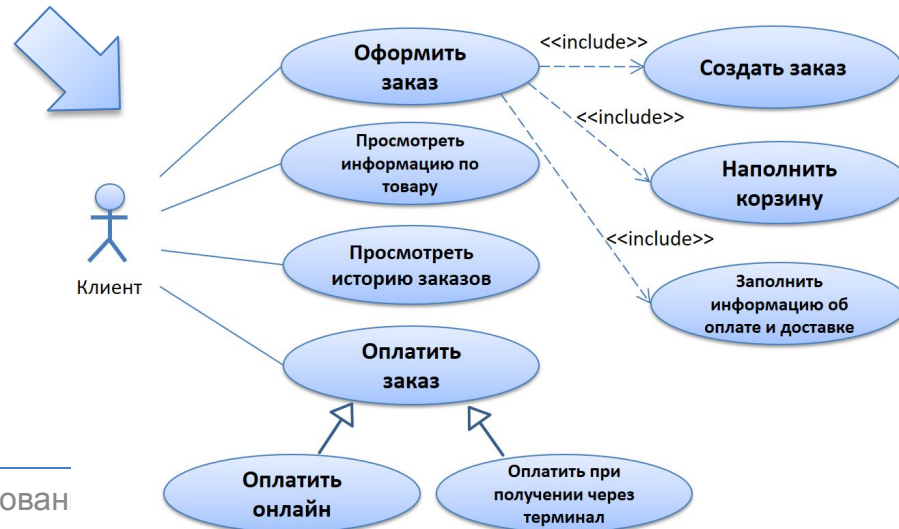 Оформить
заказ
<<include>>
Создать заказ
<<include>>
Просмотреть
информацию по
товару
Наполнить
корзину
Просмотреть
историю заказов
<<include>>
Клиент
Заполнить
информацию об
оплате и доставке
Оплатить
заказ
Оплатить
онлайн
Оплатить при
получении через
терминал